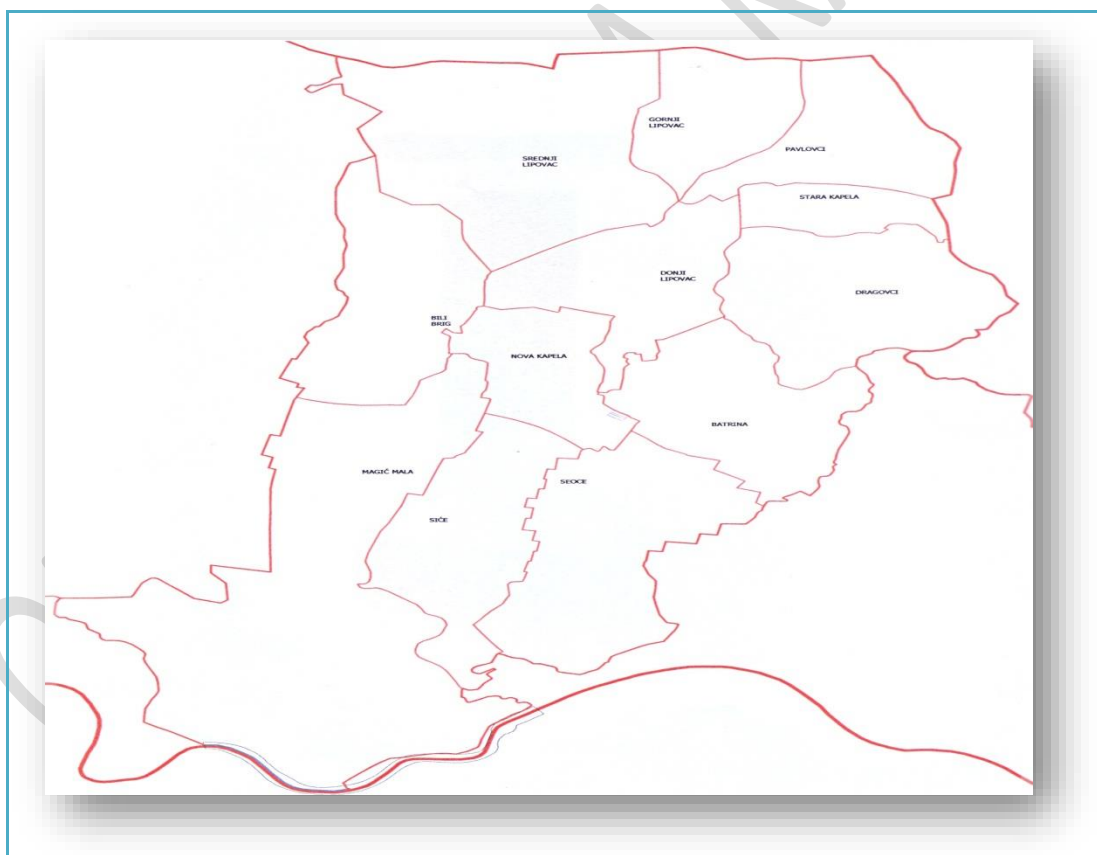 GORNJI
LIPOVAC
SREDNJI
LIPOVAC
PAVLOVCI
STARA KAPELA
DONJI
LIPOVAC
DRAGOVCI
BILI
BRIG
NOVA KAPELA
BATRINA
MAGIĆ MALA
SEOCE
SIČE